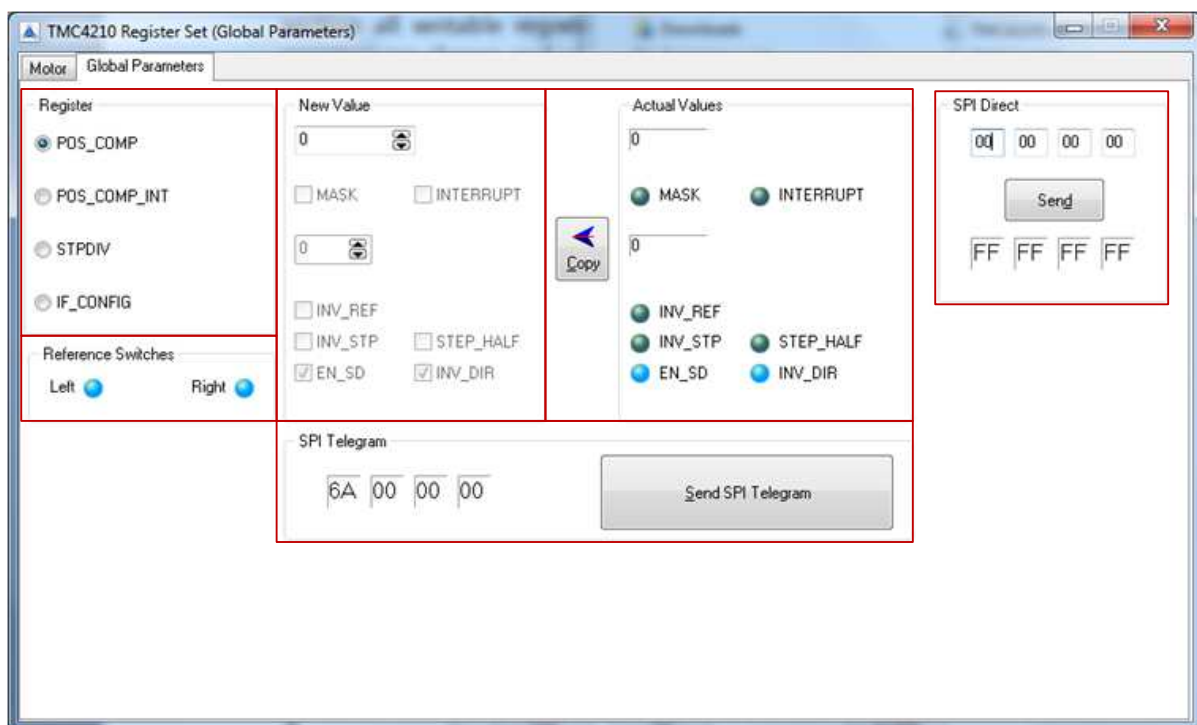 TMC4210 Register Set (Global Parameters)
Motor Global Parameters
Register
POS_COMP
POS_COMP_INT
STPDIV
IF_CONFIG
Reference Switches
Left Right
New Value
0
MASK INTERRUPT
0
INV_REF
INV_STP STEP_HALF
EN_SD INV_DIR
Copy
Actual Values
0
MASK INTERRUPT
0
INV_REF
INV_STP STEP_HALF
EN_SD INV_DIR
SPI Direct
00 00 00 00
Send
FF FF FF FF
SPI Telegram
6A 00 00 00
Send SPI Telegram